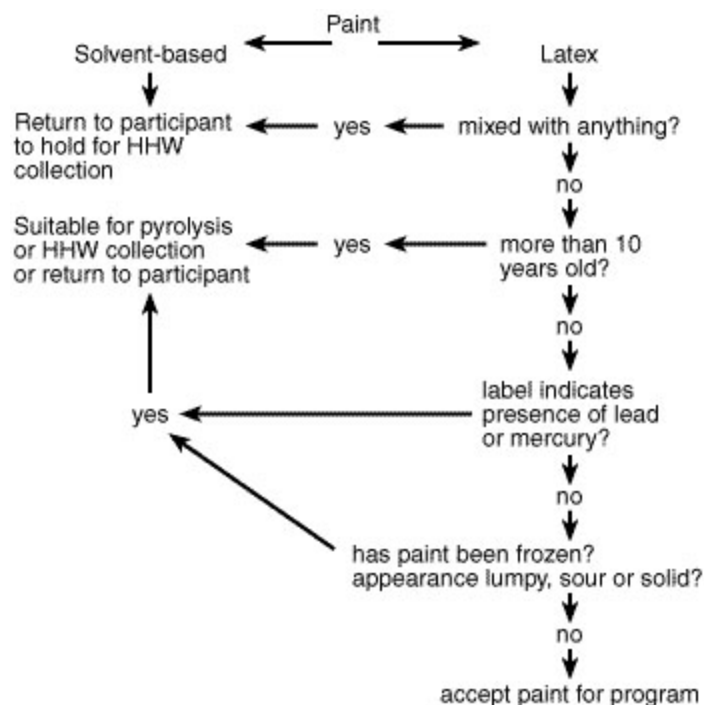 Paint
Solvent-based
Latex
Return to participant
to hold for HHW
collection
yes
mixed with anything?
no
Suitable for pyrolysis
or HHW collection
or return to participant
yes
more than 10
years old?
no
label indicates
presence of lead
or mercury?
yes
no
has paint been frozen?
appearance lumpy, sour or solid?
no
accept paint for program